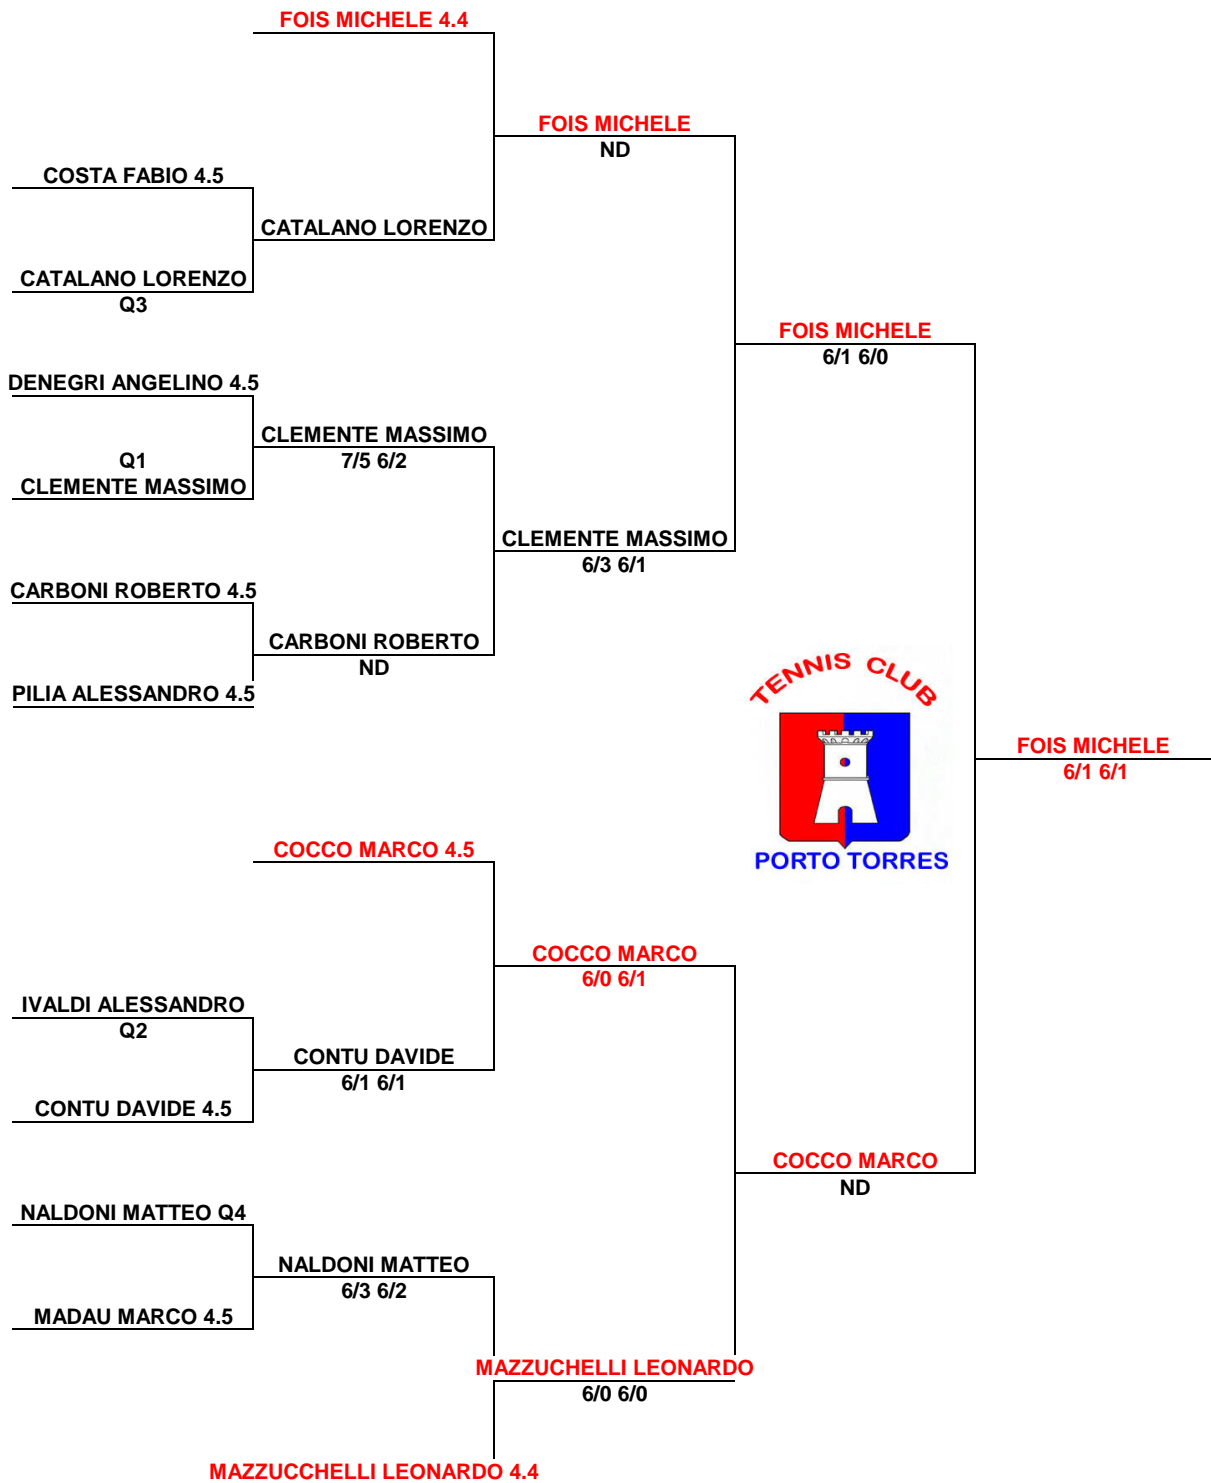 FOIS MICHELE 4.4
FOIS MICHELE
ND
COSTA FABIO 4.5
CATALANO LORENZO
CATALANO LORENZO
Q3
FOIS MICHELE
6/1 6/0
DENEGRI ANGELINO 4.5
CLEMENTE MASSIMO
7/5 6/2
Q1
CLEMENTE MASSIMO
CLEMENTE MASSIMO
6/3 6/1
CARBONI ROBERTO 4.5
CARBONI ROBERTO
ND
PILIA ALESSANDRO 4.5
TENNIS CLUB
PORTO TORRES
FOIS MICHELE
6/1 6/1
COCCO MARCO 4.5
COCCO MARCO
6/0 6/1
IVALDI ALESSANDRO
Q2
CONTU DAVIDE
6/1 6/1
CONTU DAVIDE 4.5
COCCO MARCO
ND
NALDONI MATTEO Q4
NALDONI MATTEO
6/3 6/2
MADAU MARCO 4.5
MAZZUCHELLI LEONARDO
6/0 6/0
MAZZUCCHELLI LEONARDO 4.4